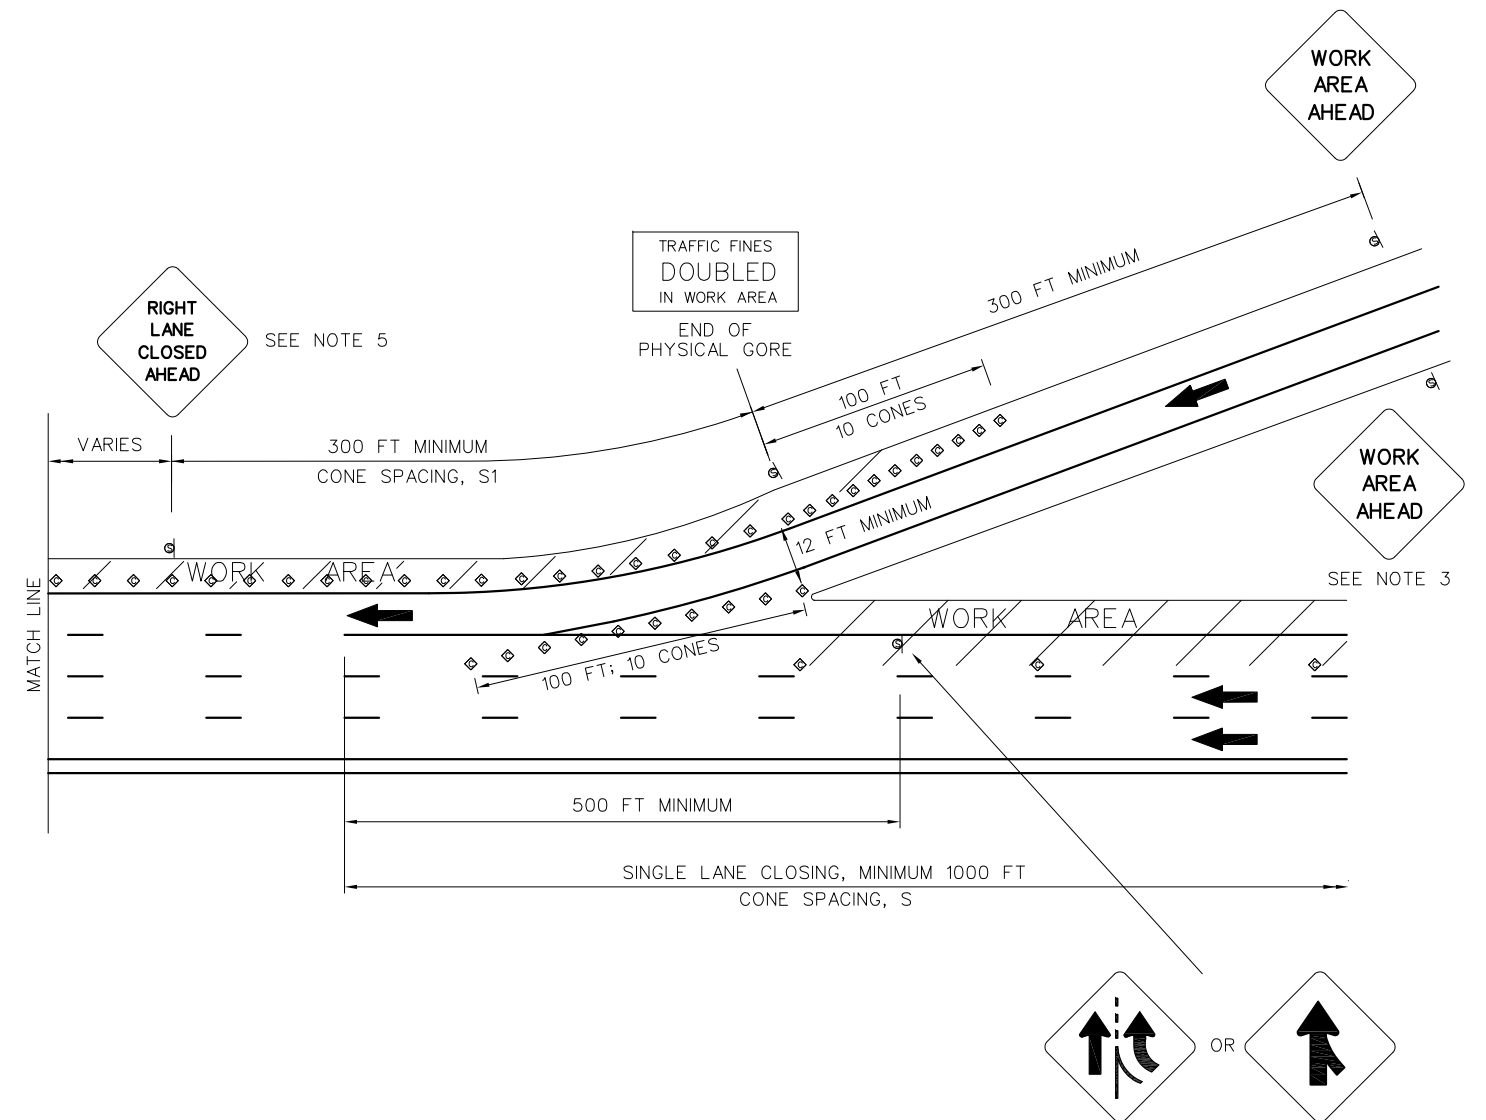 WORK
AREA
AHEAD
TRAFFIC FINES
DOUBLED
IN WORK AREA
END OF
PHYSICAL GORE
300 FT MINIMUM
RIGHT
LANE
CLOSED
AHEAD
SEE NOTE 5
100 FT
10 CONES
VARIES
300 FT MINIMUM
CONE SPACING, S1
WORK
AREA
AHEAD
SEE NOTE 3
12 FT MINIMUM
WORK AREA
MATCH LINE
WORK AREA
100 FT; 10 CONES
500 FT MINIMUM
SINGLE LANE CLOSING, MINIMUM 1000 FT
CONE SPACING, S
OR